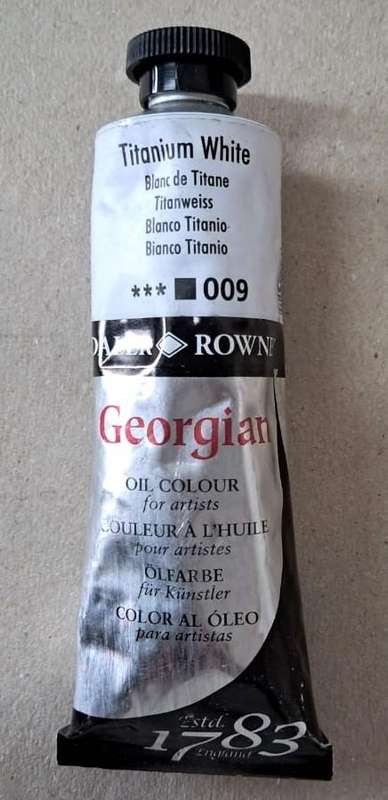 Titanium White
Blanc de Titane
Titanweiss
Blanco Titanio
Bianco Titanio
*** ■ 009
DALER ROWNEY
Georgian
OIL COLOUR
for artists
COULEUR À L'HUILE
pour artistes
ÖLFARBE
für Künstler
COLOR AL ÓLEO
para artistas
Estd.
1783
England